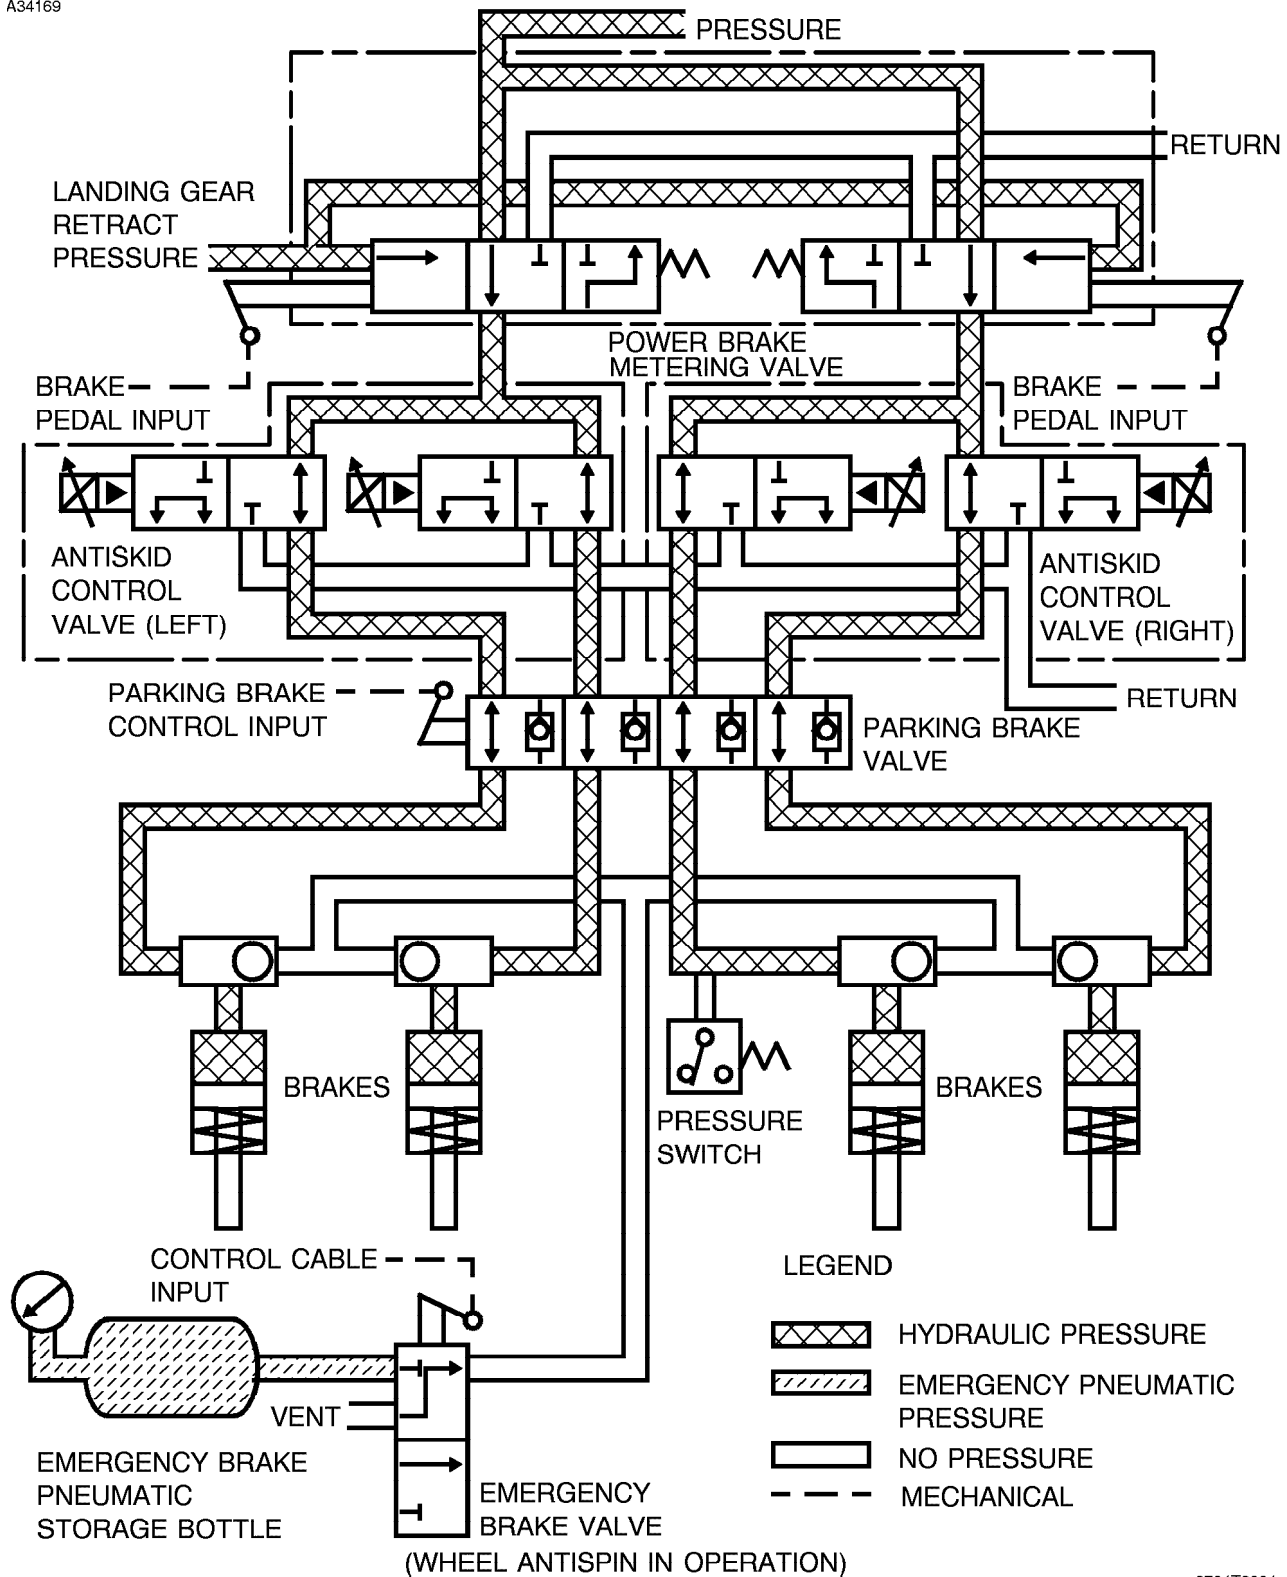 A34169
PRESSURE
RETURN
LANDING GEAR
RETRACT
PRESSURE
POWER BRAKE
METERING VALVE
BRAKE
PEDAL INPUT
BRAKE
PEDAL INPUT
ANTISKID
CONTROL
VALVE (LEFT)
ANTISKID
CONTROL
VALVE (RIGHT)
PARKING BRAKE
CONTROL INPUT
RETURN
PARKING BRAKE
VALVE
BRAKES
BRAKES
PRESSURE
SWITCH
CONTROL CABLE
INPUT
LEGEND
HYDRAULIC PRESSURE
EMERGENCY PNEUMATIC
PRESSURE
VENT
NO PRESSURE
MECHANICAL
EMERGENCY BRAKE
PNEUMATIC
STORAGE BOTTLE
EMERGENCY
BRAKE VALVE
(WHEEL ANTISPIN IN OPERATION)